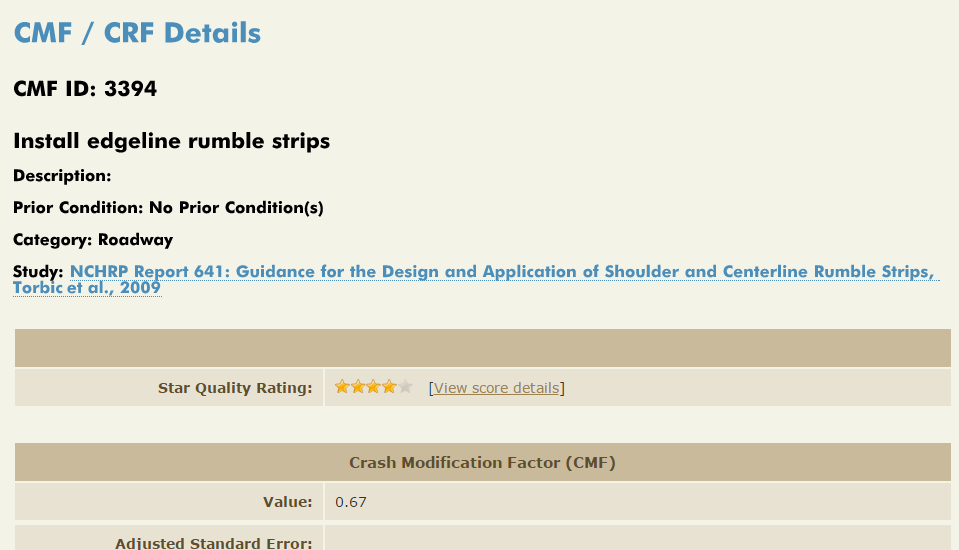 CMF / CRF Details
CMF ID: 3394
Install edgeline rumble strips
Description:
Prior Condition: No Prior Condition(s)
Category: Roadway
Study: NCHRP Report 641: Guidance for the Design and Application of Shoulder and Centerline Rumble Strips,
Torbic et al., 2009
Star Quality Rating: [View score details]
Crash Modification Factor (CMF)
Value: 0.67
Adjusted Standard Error: